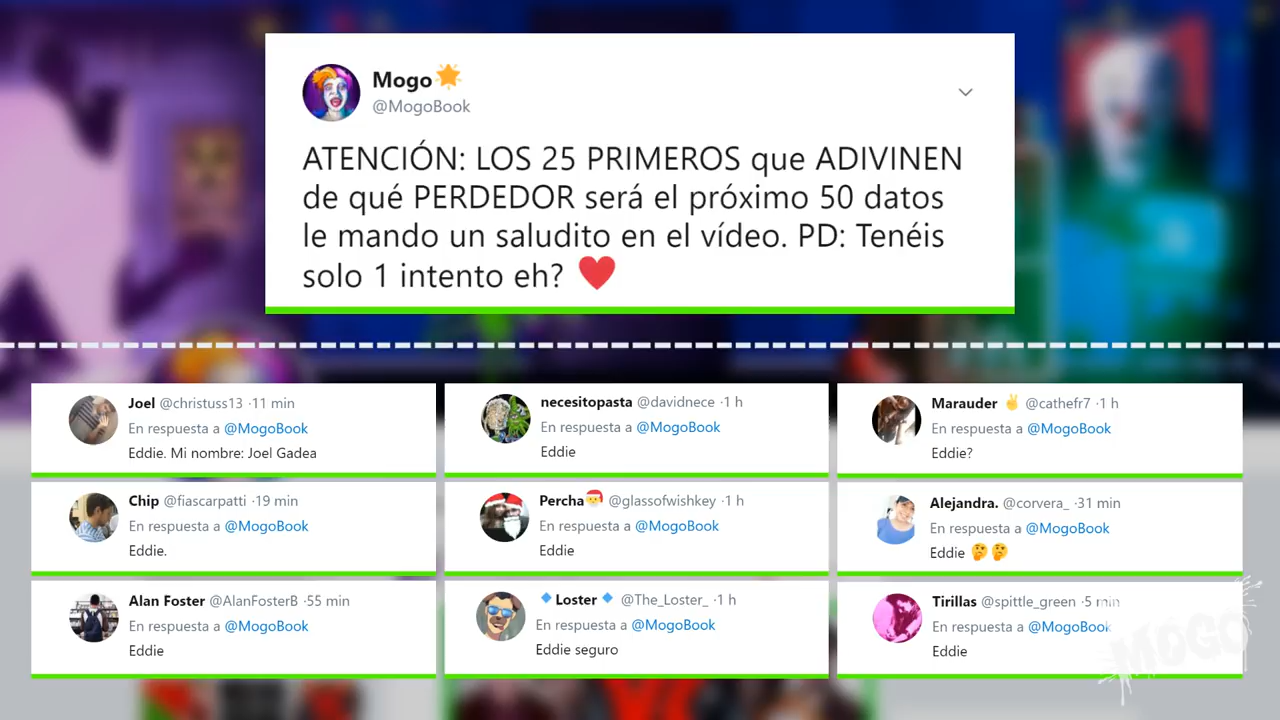 Mogo🌟
@MogoBook
ATENCIÓN: LOS 25 PRIMEROS que ADIVINEN
de qué PERDEDOR será el próximo 50 datos
le mando un saludito en el vídeo. PD: Tenéis
solo 1 intento eh? ❤️
Joel @christuss13 ·11 min
En respuesta a @MogoBook
Eddie. Mi nombre: Joel Gadea
necesitopasta @davidnece ·1 h
En respuesta a @MogoBook
Eddie
Marauder ✌️ @cathefr7 ·1 h
En respuesta a @MogoBook
Eddie?
Chip @fiascarpatti ·19 min
En respuesta a @MogoBook
Eddie.
Percha🎅 @glassofwishkey ·1 h
En respuesta a @MogoBook
Eddie
Alejandra. @corvera_ ·31 min
En respuesta a @MogoBook
Eddie 🤔🤔
Alan Foster @AlanFosterB ·55 min
En respuesta a @MogoBook
Eddie
🔹Loster🔹 @The_Loster_ ·1 h
En respuesta a @MogoBook
Eddie seguro
Tirillas @spittle_green ·5 min
En respuesta a @MogoBook
Eddie
MOGO